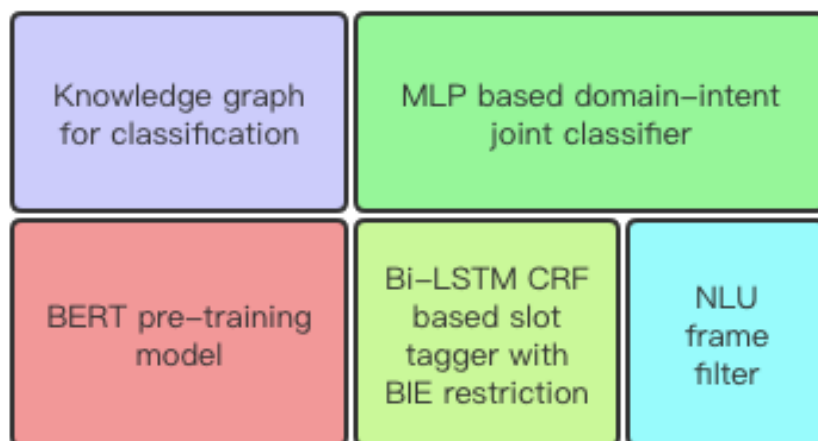 Knowledge graph
for classification
MLP based domain–intent
joint classifier
BERT pre–training
model
Bi–LSTM CRF
based slot
tagger with
BIE restriction
NLU
frame
filter